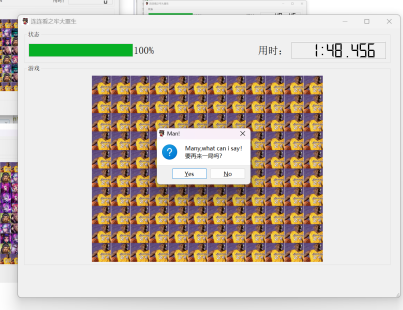 连连看之牢大重生
状态
100%
用时：
1:48.456
游戏
Man!
Many,what can i say!
要再来一局吗?
Yes
No